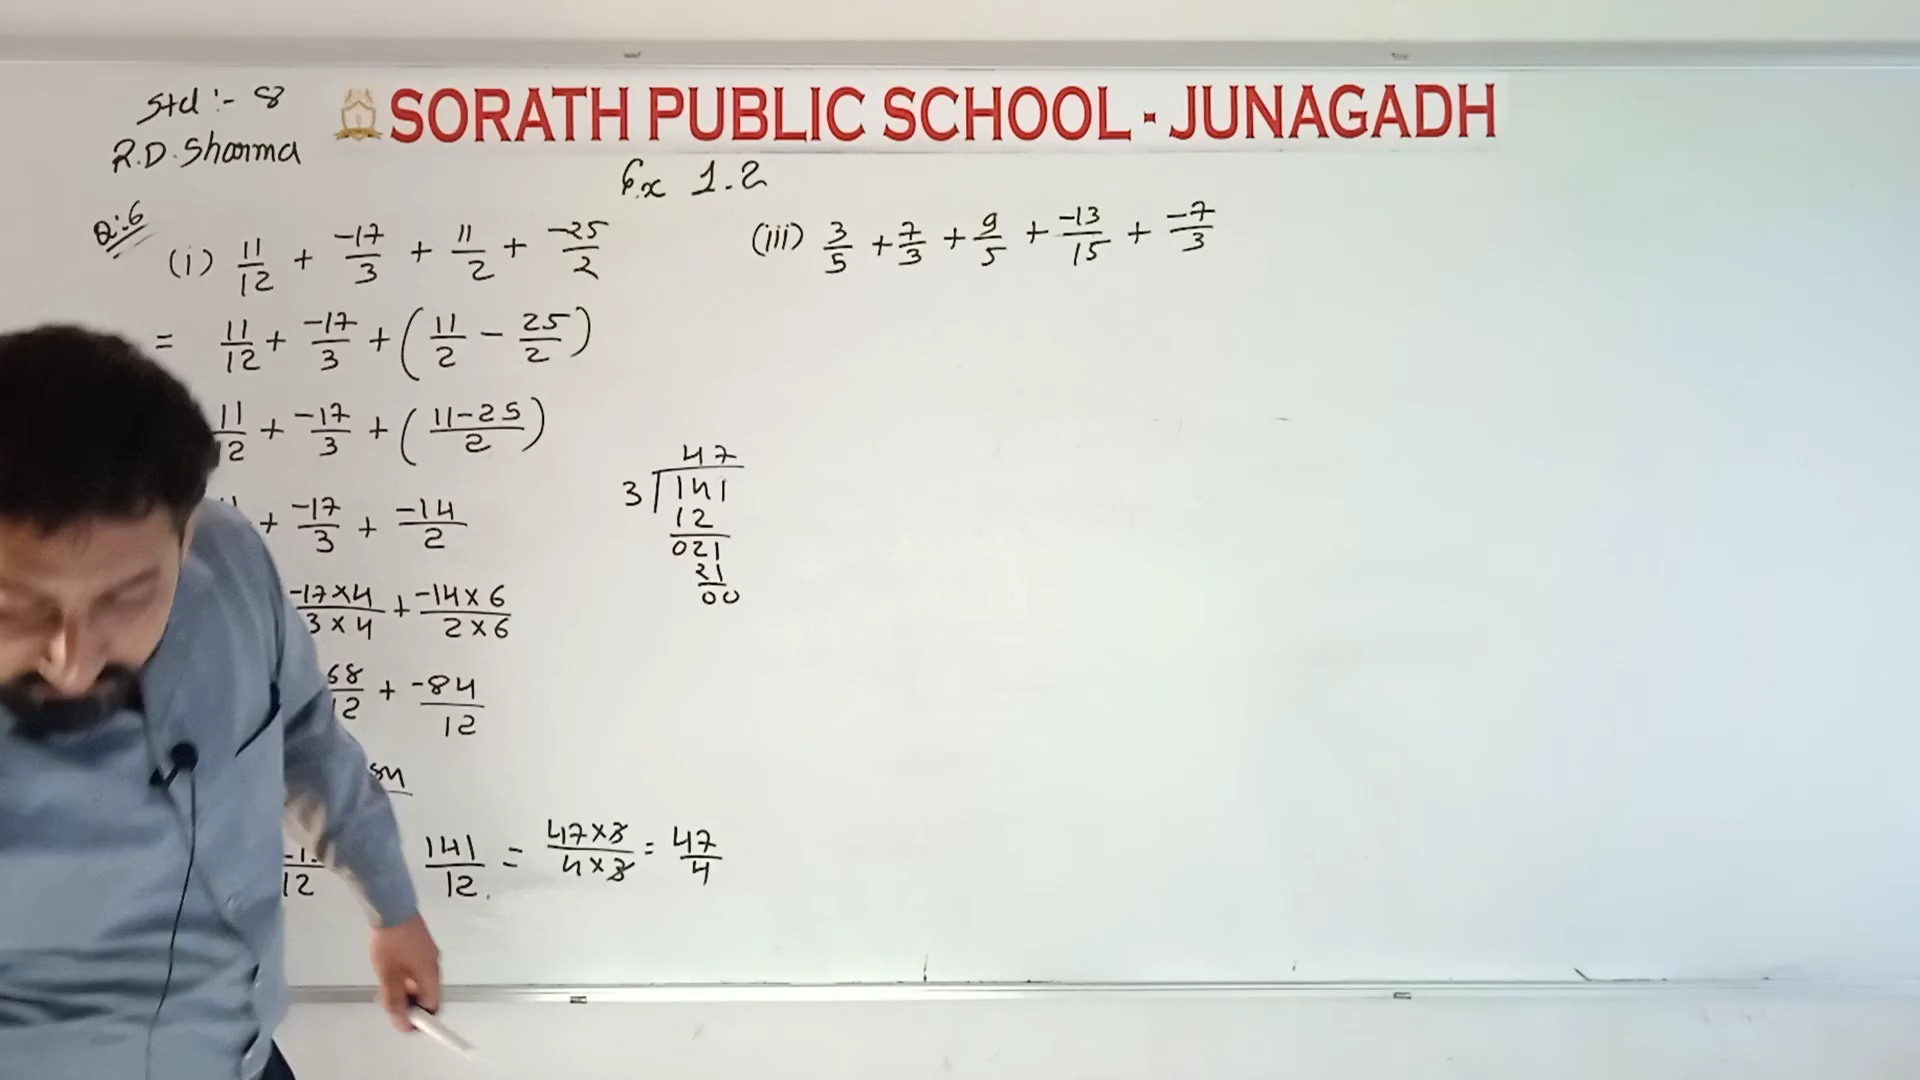 Std :- 8
R.D. Sharma
SORATH PUBLIC SCHOOL - JUNAGADH
Ex 1.2
Q:6
(i) 11/12 + -17/3 + 11/2 + -25/2
= 11/12 + -17/3 + (11/2 - 25/2)
11/12 + -17/3 + (11-25/2)
+ -17/3 + -14/2
-17×4/3×4 + -14×6/2×6
68/12 + -84/12
84
12
141/12 = 47×3/4×3 = 47/4
47
3 141
12
021
21
00
(iii) 3/5 + 7/3 + 9/5 + -13/15 + -7/3